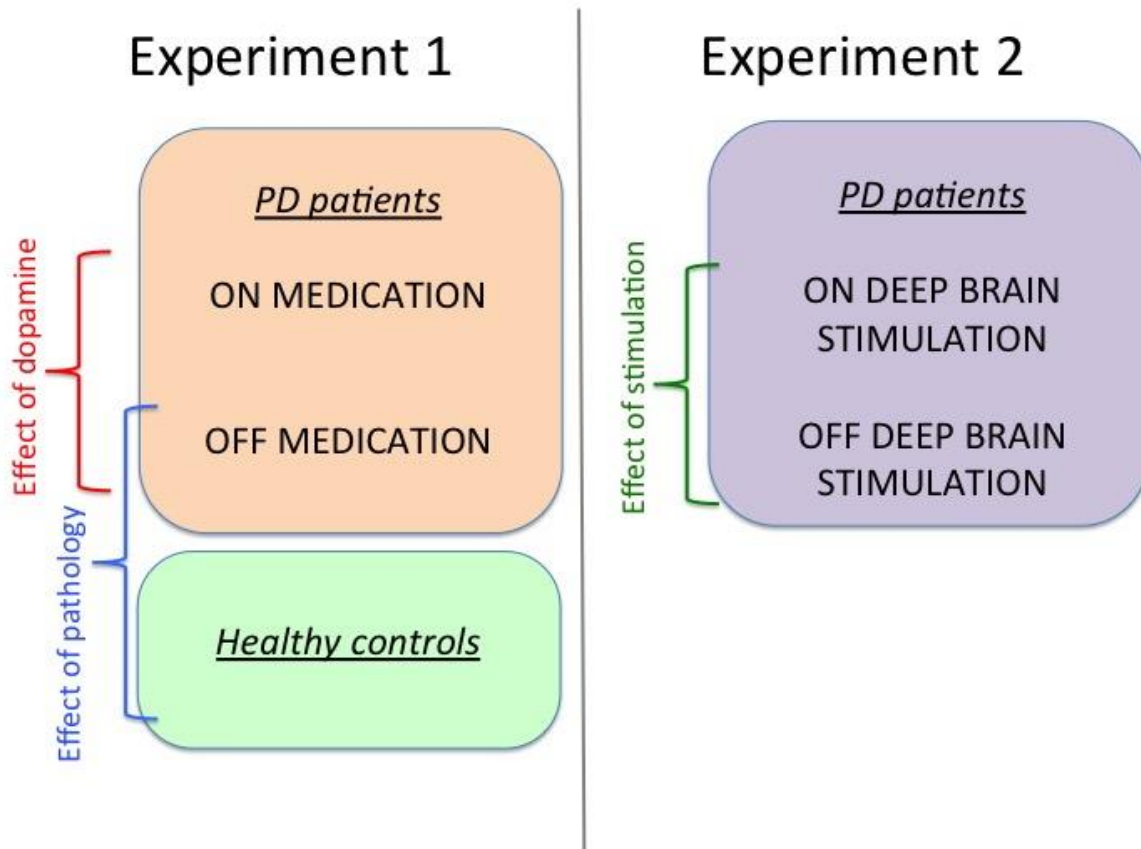 Experiment 1
PD patients
ON MEDICATION
OFF MEDICATION
Effect of dopamine
Effect of pathology
Healthy controls
Experiment 2
PD patients
ON DEEP BRAIN
STIMULATION
OFF DEEP BRAIN
STIMULATION
Effect of stimulation